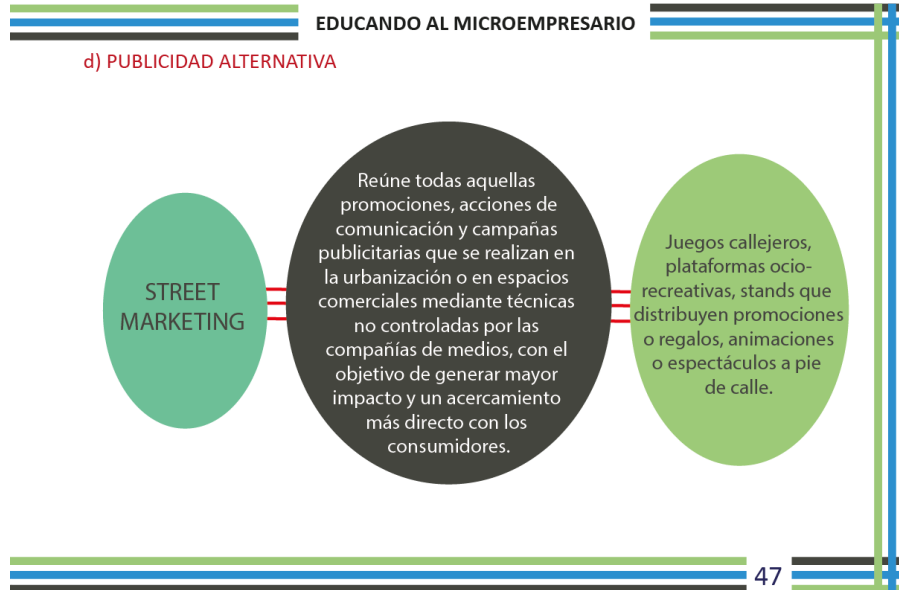 EDUCANDO AL MICROEMPRESARIO
d) PUBLICIDAD ALTERNATIVA
STREET
MARKETING
Reúne todas aquellas
promociones, acciones de
comunicación y campañas
publicitarias que se realizan en
la urbanización o en espacios
comerciales mediante técnicas
no controladas por las
compañías de medios, con el
objetivo de generar mayor
impacto y un acercamiento
más directo con los
consumidores.
Juegos callejeros,
plataformas ocio-
recreativas, stands que
distribuyen promociones
o regalos, animaciones
o espectáculos a pie
de calle.
47